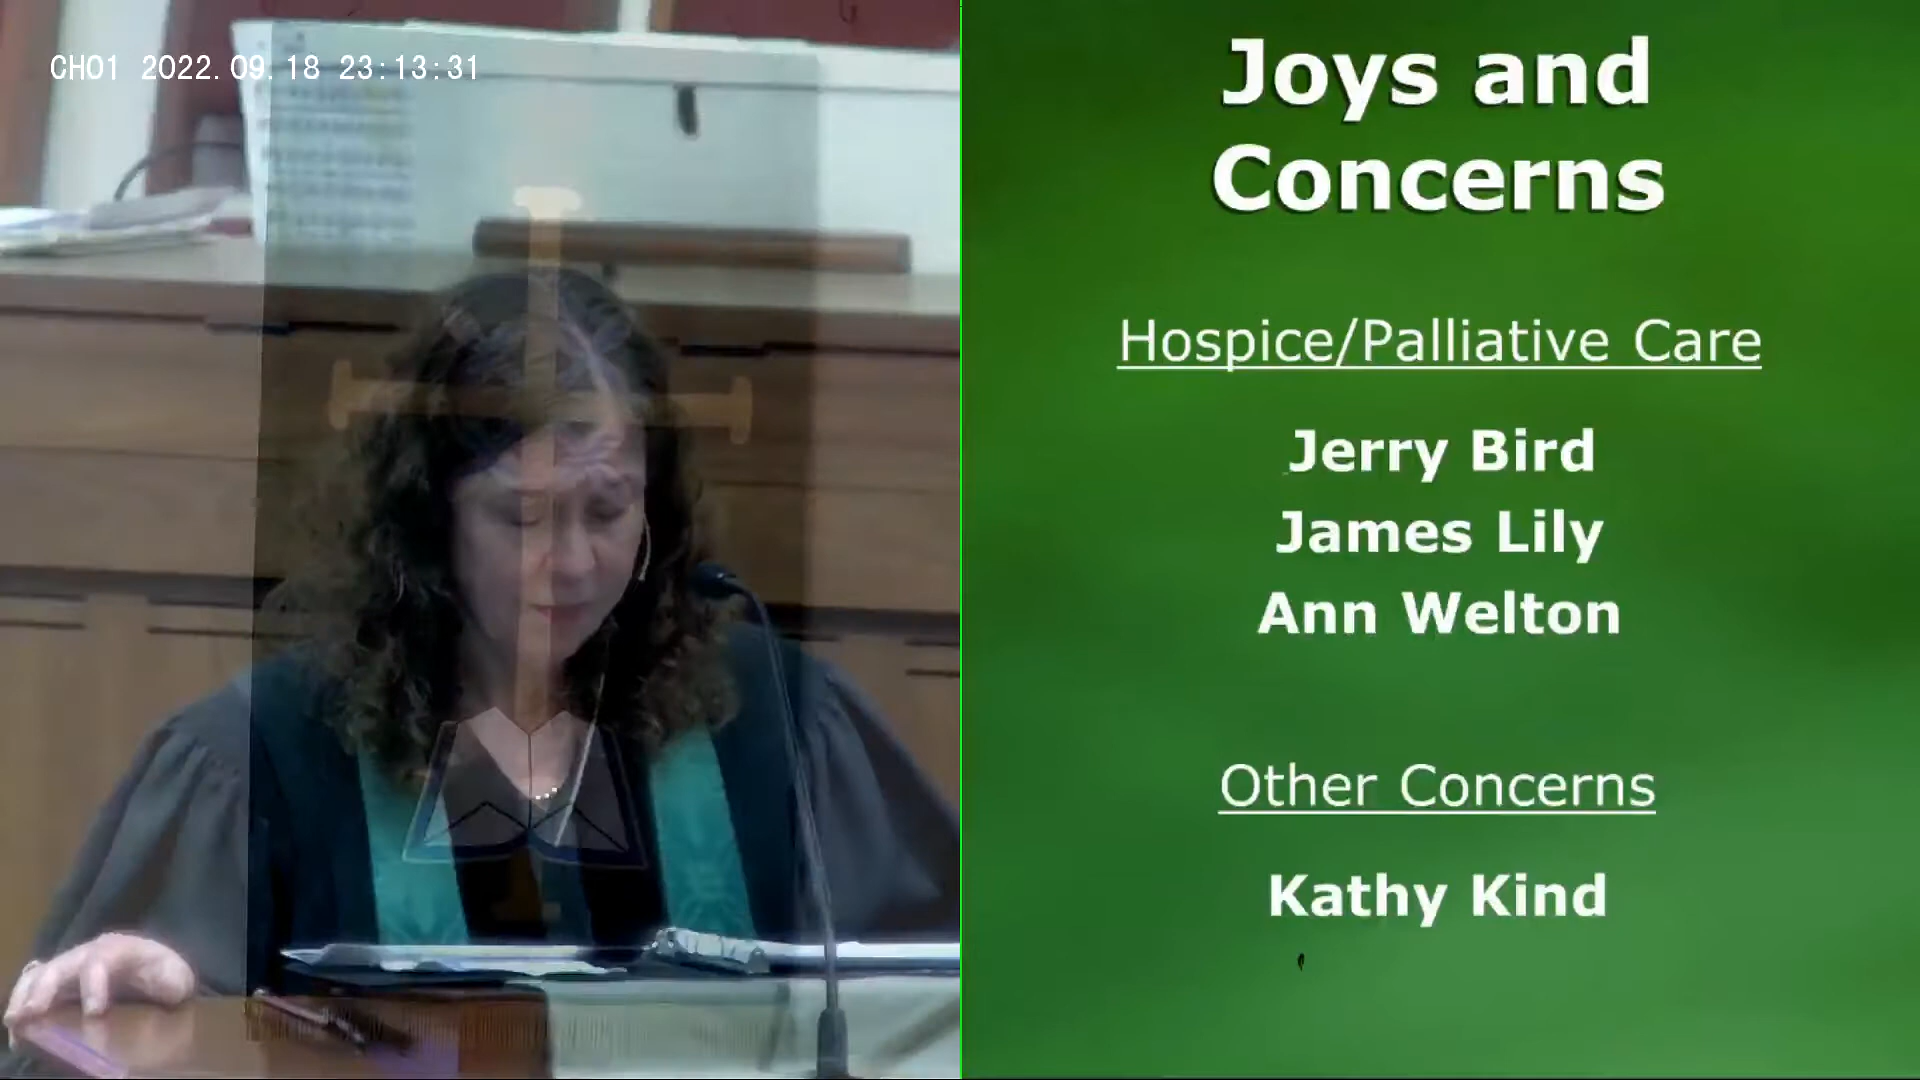 CH01 2022.09.18 23:13:31
Joys and
Concerns
Hospice/Palliative Care
Jerry Bird
James Lily
Ann Welton
Other Concerns
Kathy Kind